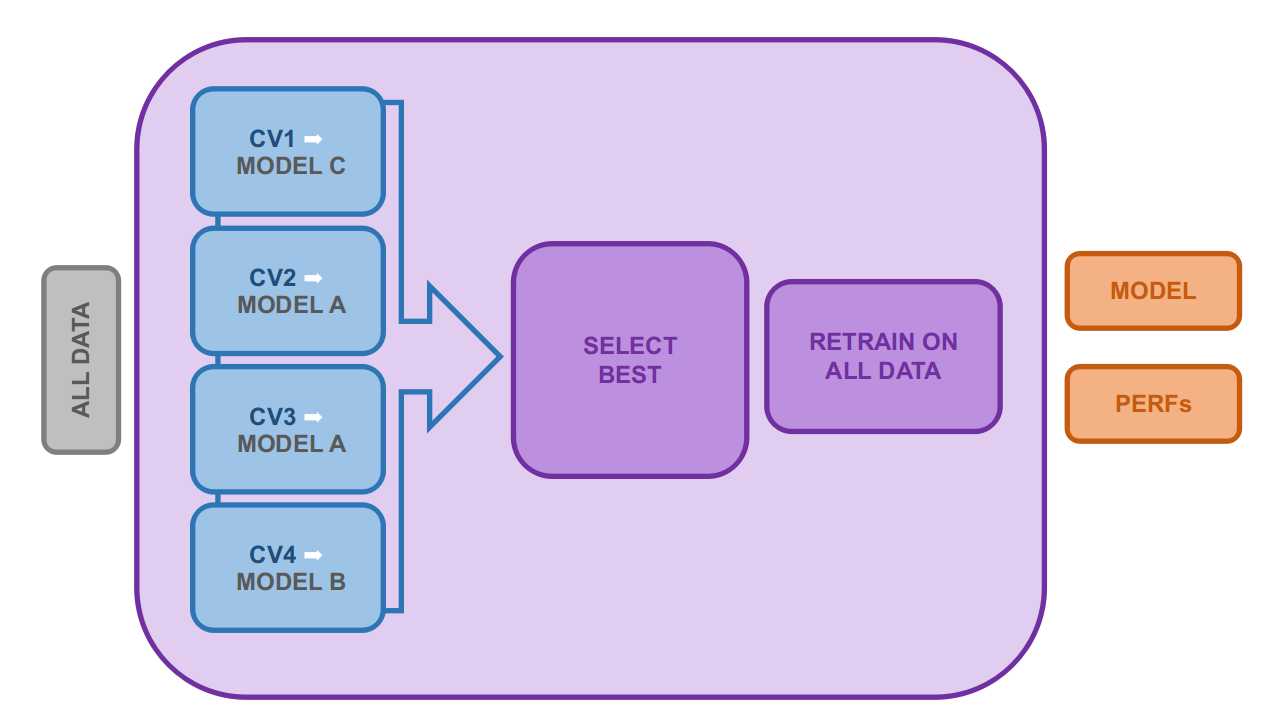 ALL DATA
CV1 ➡
MODEL C
CV2 ➡
MODEL A
CV3 ➡
MODEL A
CV4 ➡
MODEL B
SELECT
BEST
RETRAIN ON
ALL DATA
MODEL
PERFs